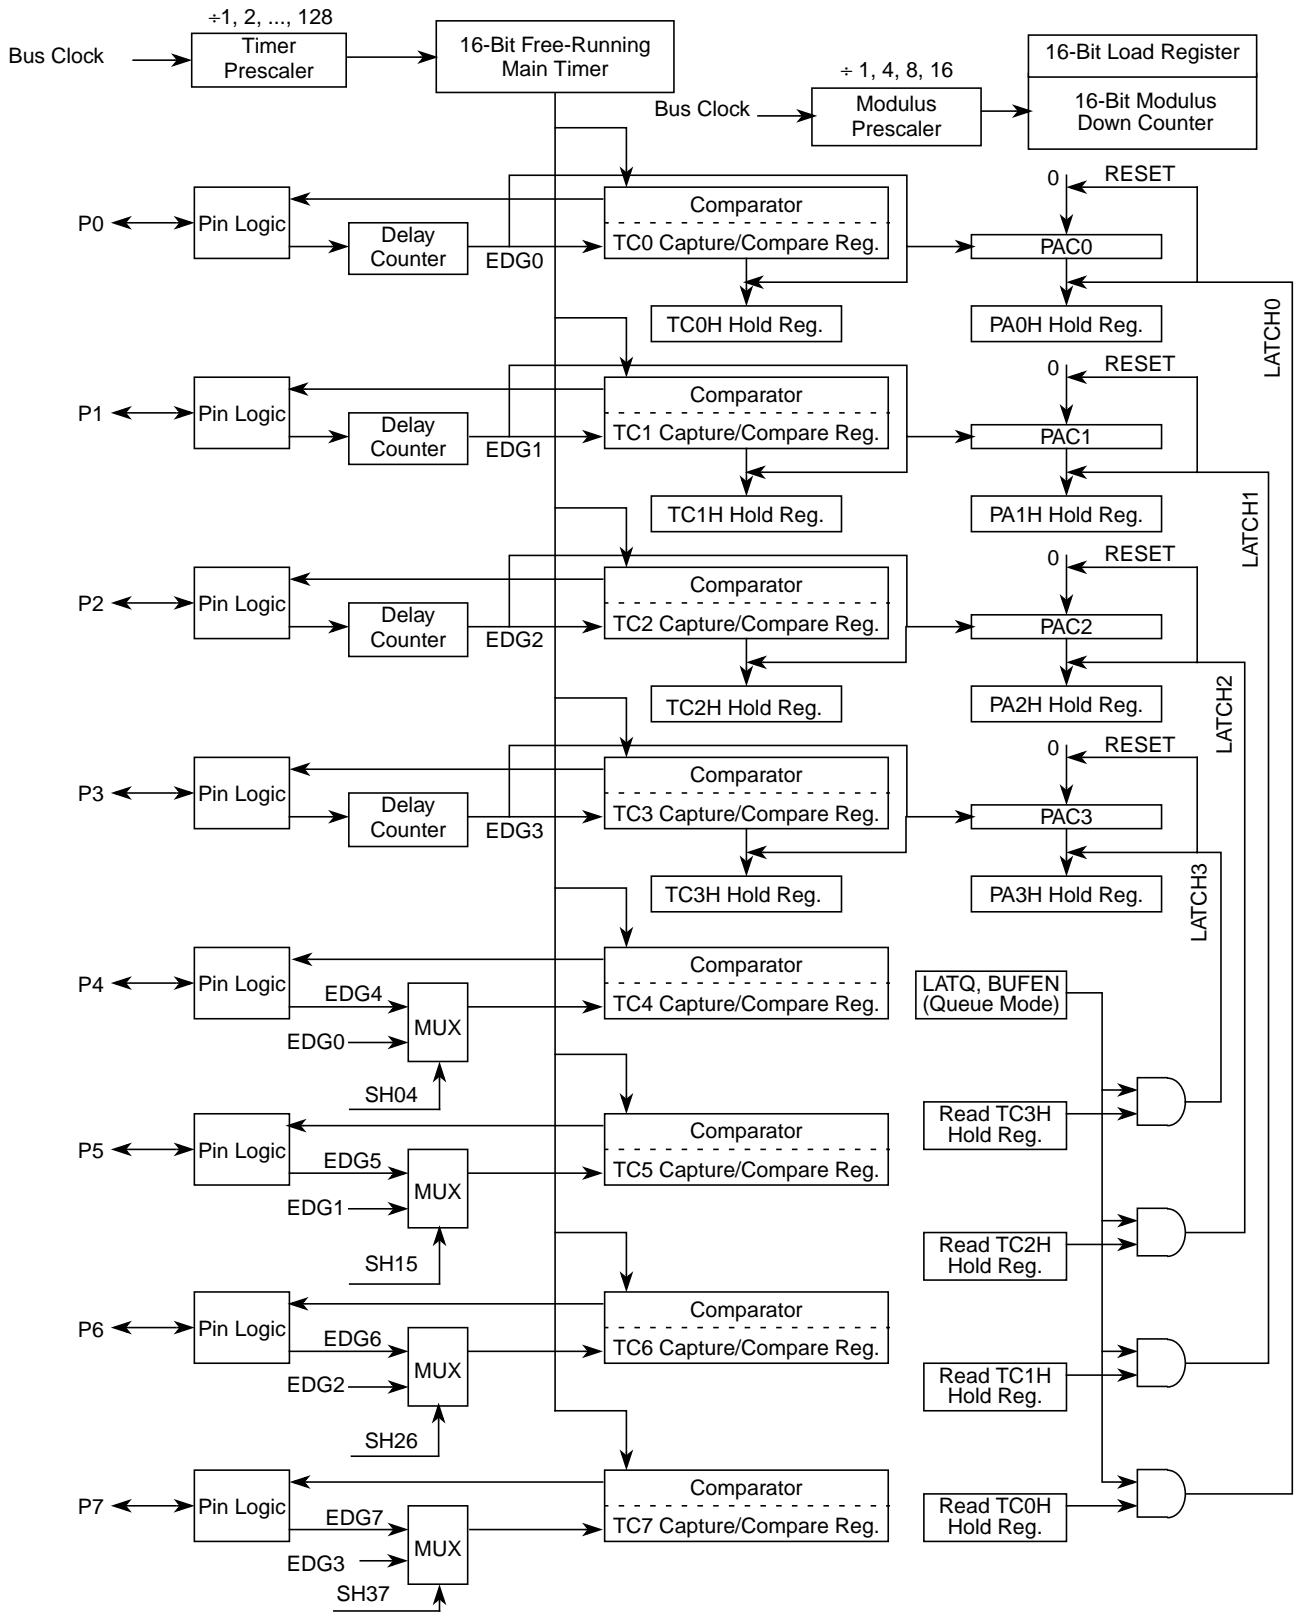 ÷1, 2, ..., 128
Bus Clock
Timer
Prescaler
16-Bit Free-Running
Main Timer
÷ 1, 4, 8, 16
Bus Clock
Modulus
Prescaler
16-Bit Load Register
16-Bit Modulus
Down Counter
P0
Pin Logic
Delay
Counter
EDG0
Comparator
TC0 Capture/Compare Reg.
TC0H Hold Reg.
0
RESET
PAC0
PA0H Hold Reg.
LATCH0
P1
Pin Logic
Delay
Counter
EDG1
Comparator
TC1 Capture/Compare Reg.
TC1H Hold Reg.
0
RESET
PAC1
PA1H Hold Reg.
LATCH1
P2
Pin Logic
Delay
Counter
EDG2
Comparator
TC2 Capture/Compare Reg.
TC2H Hold Reg.
0
RESET
PAC2
PA2H Hold Reg.
LATCH2
P3
Pin Logic
Delay
Counter
EDG3
Comparator
TC3 Capture/Compare Reg.
TC3H Hold Reg.
0
RESET
PAC3
PA3H Hold Reg.
LATCH3
P4
Pin Logic
EDG4
EDG0
MUX
SH04
Comparator
TC4 Capture/Compare Reg.
LATQ, BUFEN
(Queue Mode)
Read TC3H
Hold Reg.
P5
Pin Logic
EDG5
EDG1
MUX
SH15
Comparator
TC5 Capture/Compare Reg.
Read TC2H
Hold Reg.
P6
Pin Logic
EDG6
EDG2
MUX
SH26
Comparator
TC6 Capture/Compare Reg.
Read TC1H
Hold Reg.
P7
Pin Logic
EDG7
EDG3
MUX
SH37
Comparator
TC7 Capture/Compare Reg.
Read TC0H
Hold Reg.